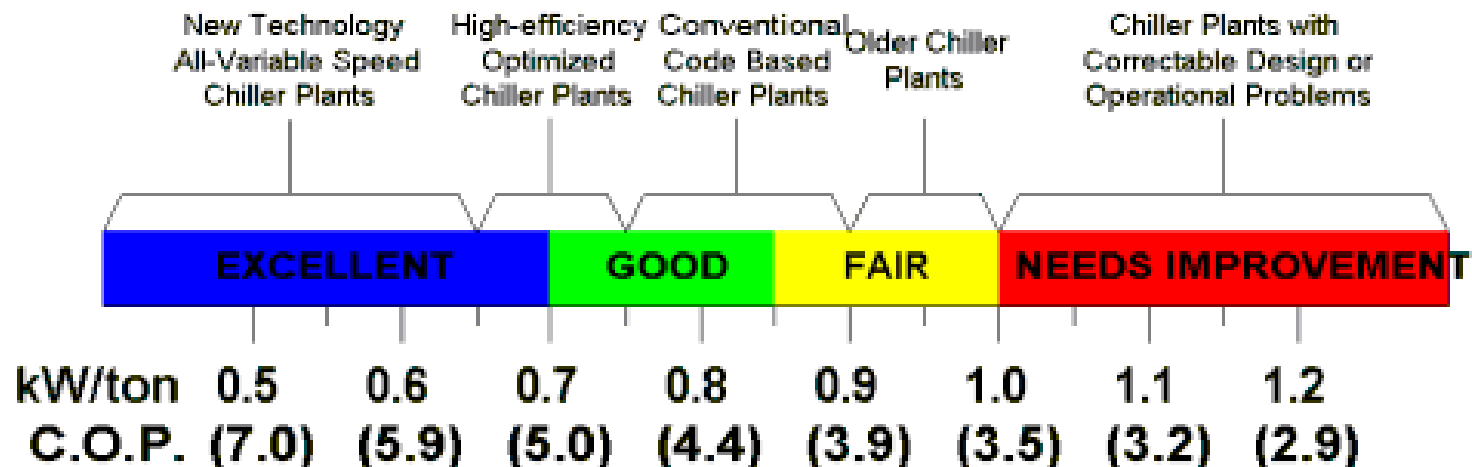 New Technology
All-Variable Speed
Chiller Plants
High-efficiency
Optimized
Chiller Plants
Conventional
Code Based
Chiller Plants
Older Chiller
Plants
Chiller Plants with
Correctable Design or
Operational Problems
EXCELLENT GOOD FAIR NEEDS IMPROVEMENT
kW/ton 0.5 0.6 0.7 0.8 0.9 1.0 1.1 1.2
C.O.P. (7.0) (5.9) (5.0) (4.4) (3.9) (3.5) (3.2) (2.9)